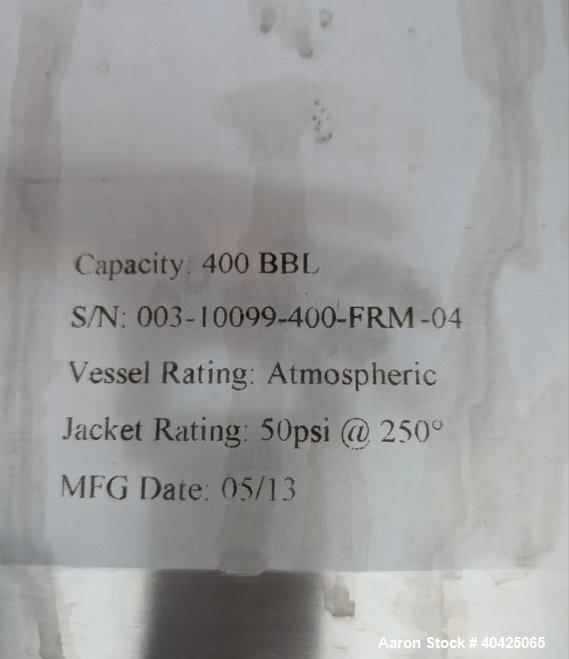 Capacity: 400 BBL
S/N: 003-10099-400-FRM-04
Vessel Rating: Atmospheric
Jacket Rating: 50psi @ 250°
MFG Date: 05/13
Aaron Stock # 40425065